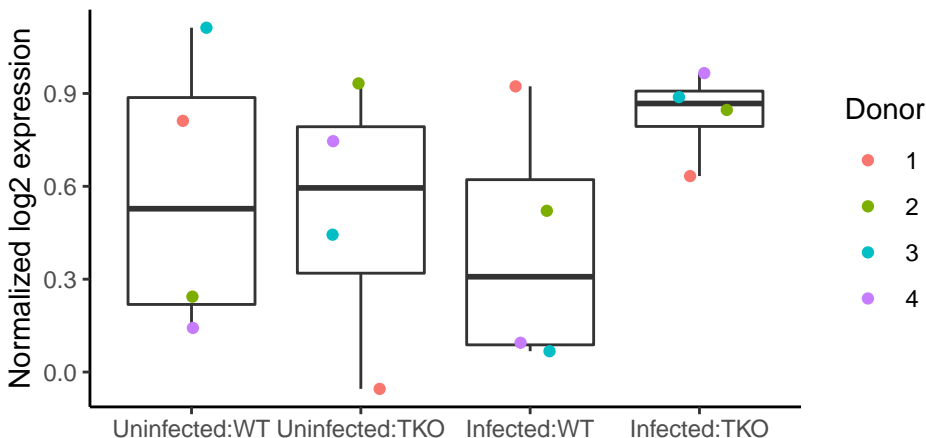 Normalized log2 expression
0.9
0.6
0.3
0.0
Uninfected:WT Uninfected:TKO Infected:WT Infected:TKO
Donor
1
2
3
4